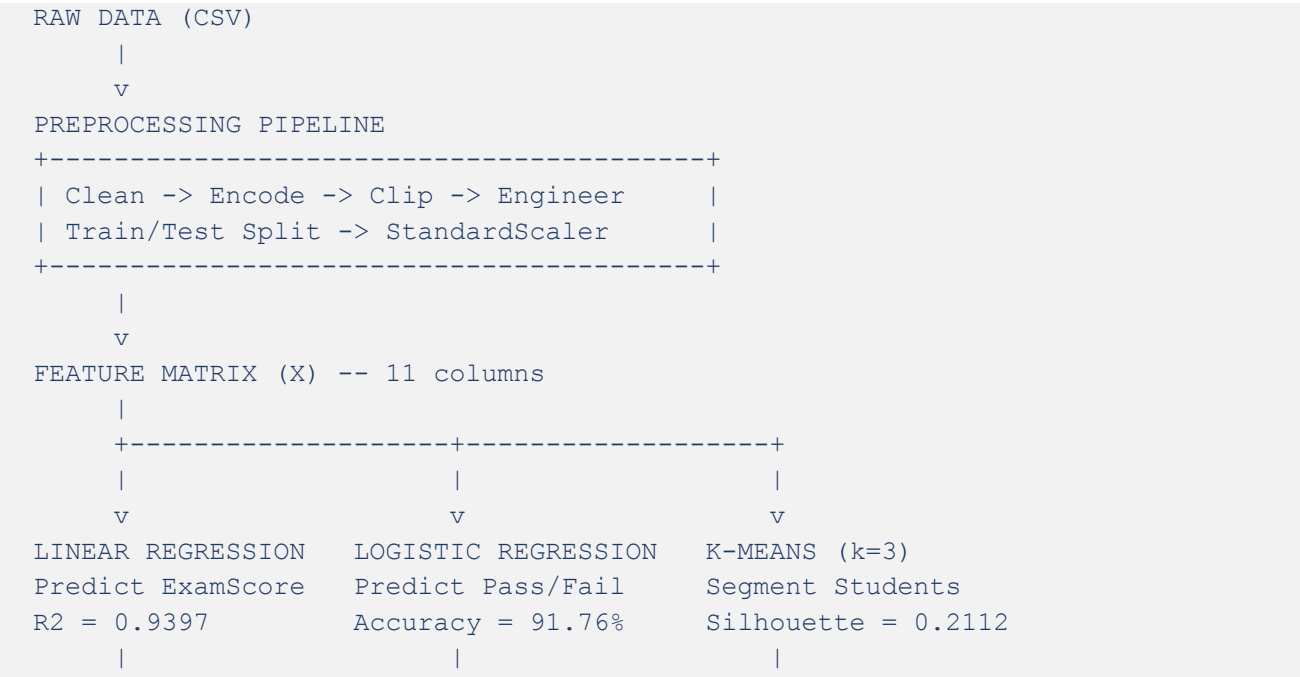 RAW DATA (CSV)
     |
     v
PREPROCESSING PIPELINE
+-----------------------------------------+
| Clean -> Encode -> Clip -> Engineer     |
| Train/Test Split -> StandardScaler      |
+-----------------------------------------+
     |
     v
FEATURE MATRIX (X) -- 11 columns
     |
     +--------------------+-------------------+
     |                    |                   |
     v                    v                   v
LINEAR REGRESSION   LOGISTIC REGRESSION   K-MEANS (k=3)
Predict ExamScore   Predict Pass/Fail     Segment Students
R2 = 0.9397         Accuracy = 91.76%     Silhouette = 0.2112
     |                    |                   |